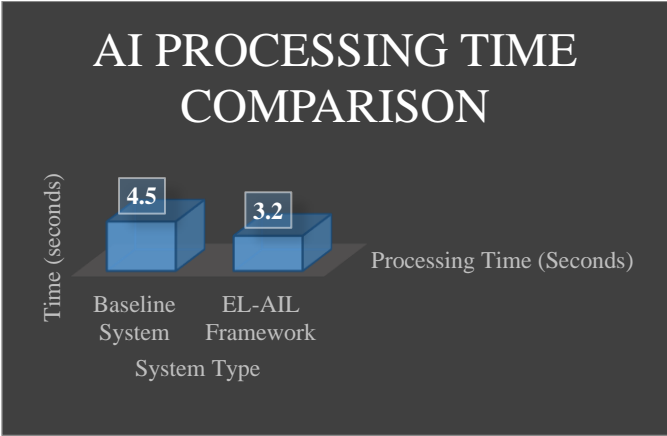 AI PROCESSING TIME
COMPARISON
4.5
3.2
Time (seconds)
Processing Time (Seconds)
Baseline
System
EL-AIL
Framework
System Type